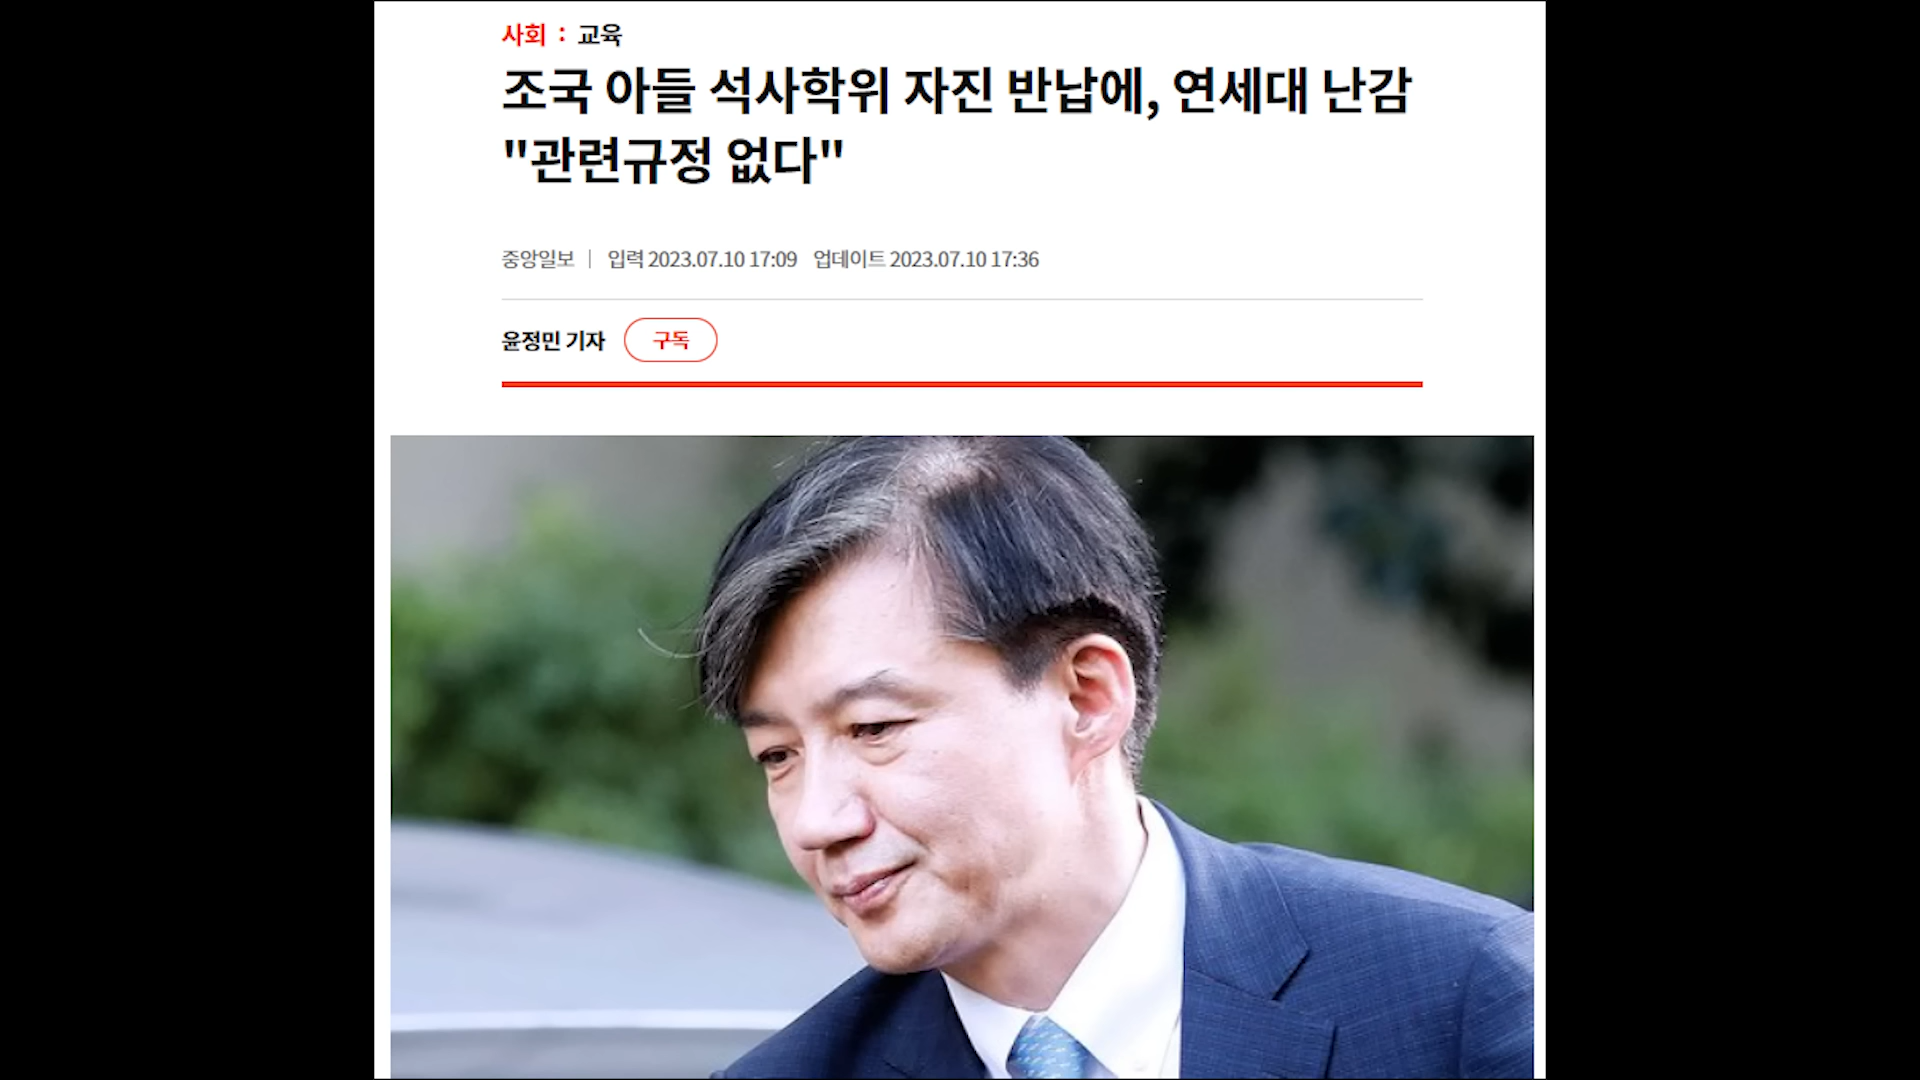 사회 : 교육
조국 아들 석사학위 자진 반납에, 연세대 난감
"관련규정 없다"
중앙일보 | 입력 2023.07.10 17:09 업데이트 2023.07.10 17:36
윤정민 기자 구독